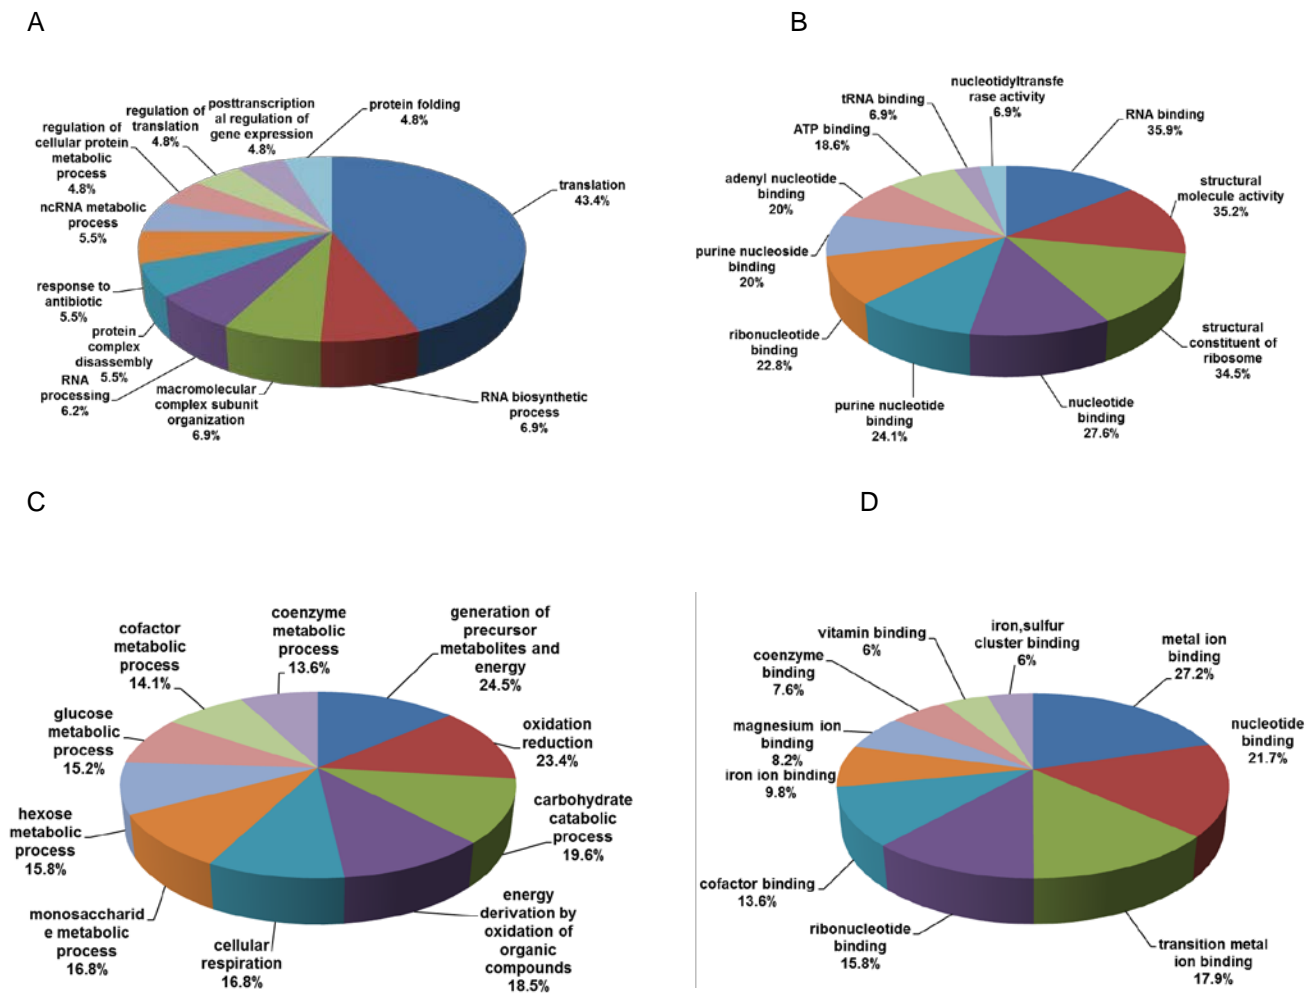 A
B
posttranscription
al regulation of
gene expression
4.8%
regulation of
translation
4.8%
regulation of
cellular protein
metabolic
process
4.8%
ncRNA metabolic
process
5.5%
response to
antibiotic
5.5%
protein
complex
disassembly
5.5%
RNA
processing
6.2%
macromolecular
complex subunit
organization
6.9%
RNA biosynthetic
process
6.9%
translation
43.4%
protein folding
4.8%
nucleotidyltransfe
rase activity
6.9%
tRNA binding
6.9%
ATP binding
18.6%
adenyl nucleotide
binding
20%
purine nucleoside
binding
20%
ribonucleotide
binding
22.8%
purine nucleotide
binding
24.1%
nucleotide
binding
27.6%
structural
constituent of
ribosome
34.5%
structural
molecule activity
35.2%
RNA binding
35.9%
C
D
coenzyme
metabolic
process
13.6%
generation of
precursor
metabolites and
energy
24.5%
cofactor
metabolic
process
14.1%
oxidation
reduction
23.4%
glucose
metabolic
process
15.2%
carbohydrate
catabolic
process
19.6%
hexose
metabolic
process
15.8%
energy
derivation by
oxidation of
organic
compounds
18.5%
monosaccharid
e metabolic
process
16.8%
cellular
respiration
16.8%
vitamin binding
6%
iron,sulfur
cluster binding
6%
metal ion
binding
27.2%
coenzyme
binding
7.6%
nucleotide
binding
21.7%
magnesium ion
binding
8.2%
iron ion binding
9.8%
cofactor binding
13.6%
ribonucleotide
binding
15.8%
transition metal
ion binding
17.9%